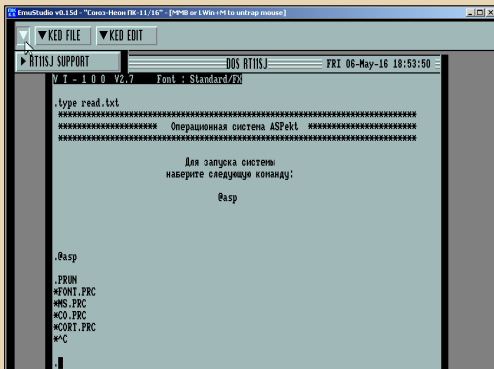 EmuStudio v0.15d - "Союз-Неон ПК-11/16" - [MMB or LWin+M to untrap mouse]
▼ ▼KED FILE ▼KED EDIT
▶RT11SJ SUPPORT DOS RT11SJ FRI 06-May-16 18:53:50
V T - 1 0 0 V2.7 Font : Standard/FX
.type read.txt
Операционная система ASPekt
Для запуска системы
наберите следующую команду:
@asp
.@asp
.PRUN
*FONT.PRC
*MS.PRC
*CO.PRC
*CORT.PRC
*^C
.